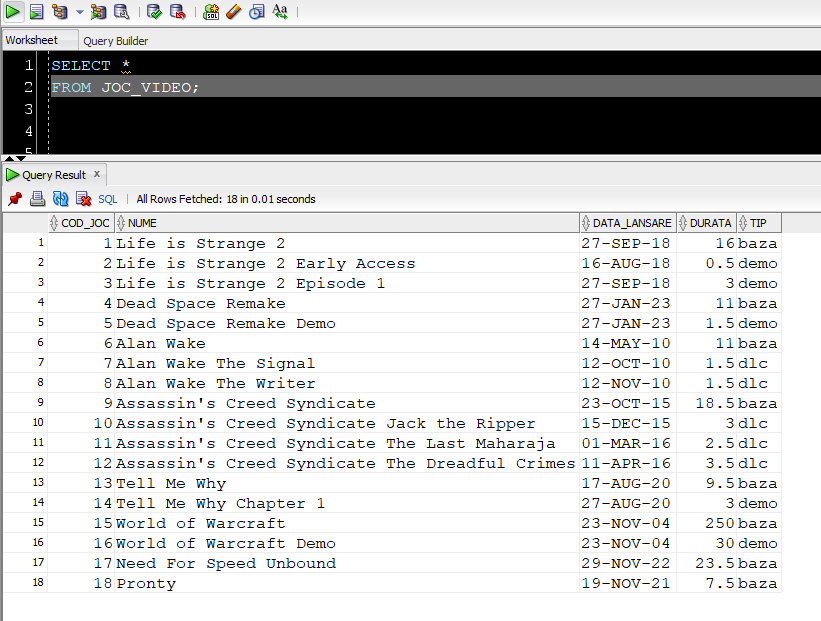 SQL
Aa
Worksheet Query Builder
1 SELECT *
2 FROM JOC_VIDEO;
3
4
5
Query Result x
SQL | All Rows Fetched: 18 in 0.01 seconds
COD_JOC NUME DATA_LANSARE DURATA TIP
1 1 Life is Strange 2 27-SEP-18 16 baza
2 2 Life is Strange 2 Early Access 16-AUG-18 0.5 demo
3 3 Life is Strange 2 Episode 1 27-SEP-18 3 demo
4 4 Dead Space Remake 27-JAN-23 11 baza
5 5 Dead Space Remake Demo 27-JAN-23 1.5 demo
6 6 Alan Wake 14-MAY-10 11 baza
7 7 Alan Wake The Signal 12-OCT-10 1.5 dlc
8 8 Alan Wake The Writer 12-NOV-10 1.5 dlc
9 9 Assassin's Creed Syndicate 23-OCT-15 18.5 baza
10 10 Assassin's Creed Syndicate Jack the Ripper 15-DEC-15 3 dlc
11 11 Assassin's Creed Syndicate The Last Maharaja 01-MAR-16 2.5 dlc
12 12 Assassin's Creed Syndicate The Dreadful Crimes 11-APR-16 3.5 dlc
13 13 Tell Me Why 17-AUG-20 9.5 baza
14 14 Tell Me Why Chapter 1 27-AUG-20 3 demo
15 15 World of Warcraft 23-NOV-04 250 baza
16 16 World of Warcraft Demo 23-NOV-04 30 demo
17 17 Need For Speed Unbound 29-NOV-22 23.5 baza
18 18 Pronty 19-NOV-21 7.5 baza